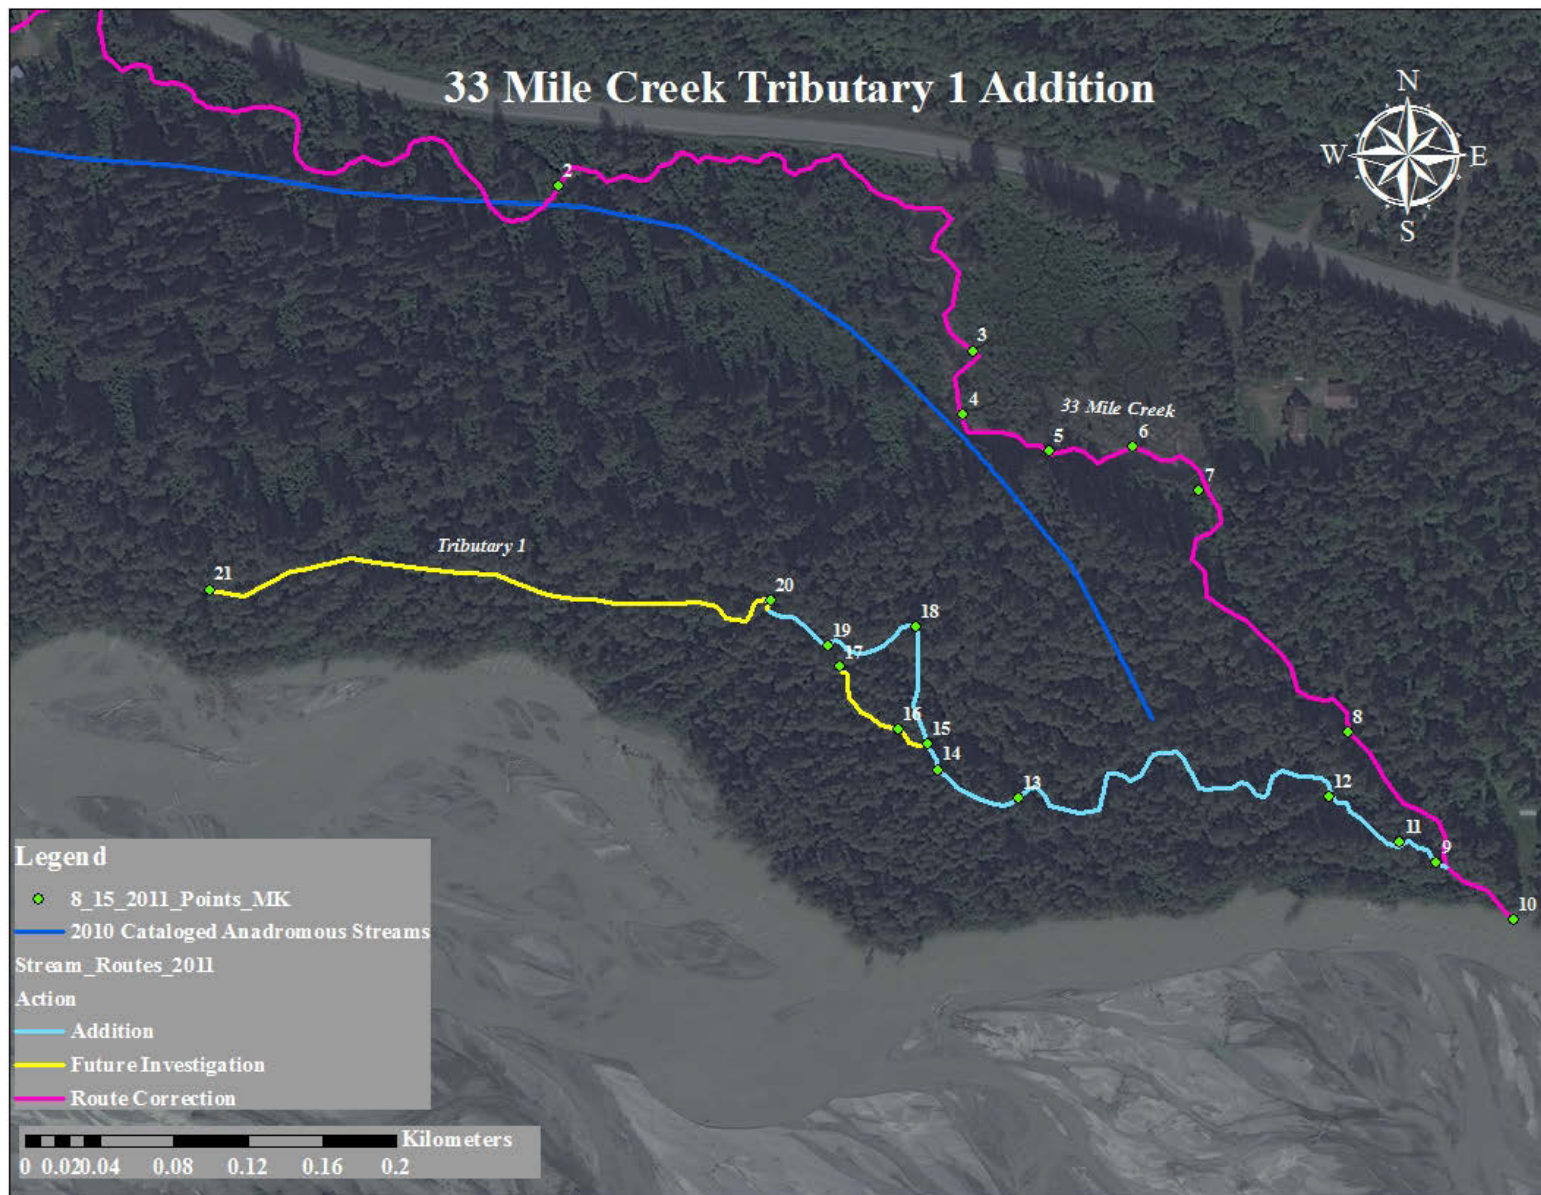 33 Mile Creek Tributary 1 Addition
N
W E
S
2
3
4
33 Mile Creek
5
6
7
Tributary 1
21
20
18
19
17
16
15
14
13
8
12
11
9
10
Legend
8_15_2011_Points_MK
2010 Cataloged Anadromous Streams
Stream_Routes_2011
Action
Addition
Future Investigation
Route Correction
Kilometers
0 0.020.04 0.08 0.12 0.16 0.2